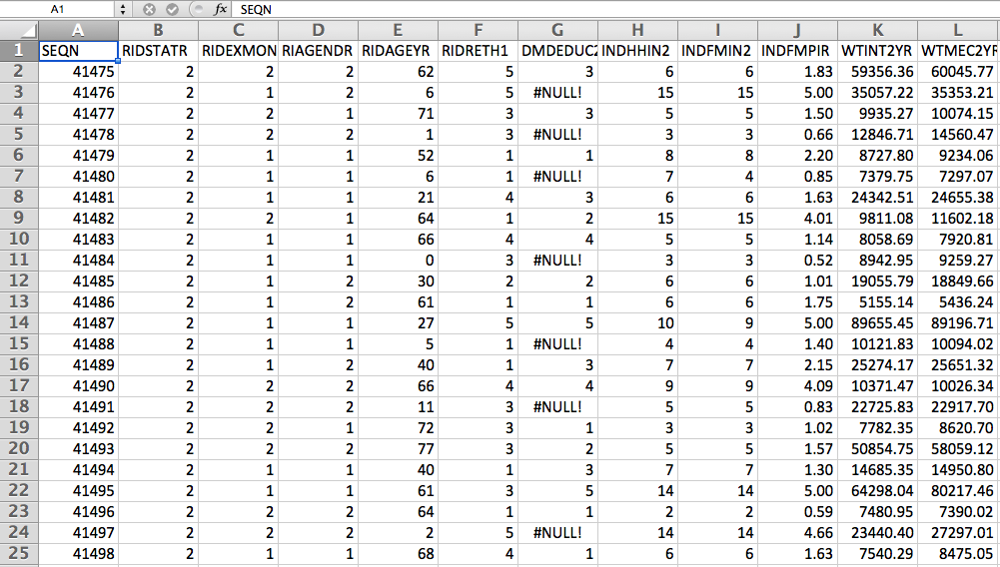 A1 fx SEQN
A B C D E F G H I J K L
1 SEQN RIDSTATR RIDEXMON RIAGENDR RIDAGEYR RIDRETH1 DMDEDUC2 INDHHIN2 INDFMIN2 INDFMPIR WTINT2YR WTMEC2YR
2 41475 2 2 2 62 5 3 6 6 1.83 59356.36 60045.77
3 41476 2 1 2 6 5 #NULL! 15 15 5.00 35057.22 35353.21
4 41477 2 2 1 71 3 3 5 5 1.50 9935.27 10074.15
5 41478 2 2 2 1 3 #NULL! 3 3 0.66 12846.71 14560.47
6 41479 2 1 1 52 1 1 8 8 2.20 8727.80 9234.06
7 41480 2 1 1 6 1 #NULL! 7 4 0.85 7379.75 7297.07
8 41481 2 1 1 21 4 3 6 6 1.63 24342.51 24655.38
9 41482 2 2 1 64 1 2 15 15 4.01 9811.08 11602.18
10 41483 2 1 1 66 4 4 5 5 1.14 8058.69 7920.81
11 41484 2 1 1 0 3 #NULL! 3 3 0.52 8942.95 9259.27
12 41485 2 1 2 30 2 2 6 6 1.01 19055.79 18849.66
13 41486 2 1 2 61 1 1 6 6 1.75 5155.14 5436.24
14 41487 2 1 1 27 5 5 10 9 5.00 89655.45 89196.71
15 41488 2 1 1 5 1 #NULL! 4 4 1.40 10121.83 10094.02
16 41489 2 1 2 40 1 3 7 7 2.15 25274.17 25651.32
17 41490 2 2 2 66 4 4 9 9 4.09 10371.47 10026.34
18 41491 2 2 2 11 3 #NULL! 5 5 0.83 22725.83 22917.70
19 41492 2 2 1 72 3 1 3 3 1.02 7782.35 8620.70
20 41493 2 2 2 77 3 2 5 5 1.57 50854.75 58059.12
21 41494 2 1 1 40 1 3 7 7 1.30 14685.35 14950.80
22 41495 2 1 1 61 3 5 14 14 5.00 64298.04 80217.46
23 41496 2 2 2 64 1 1 2 2 0.59 7480.95 7390.02
24 41497 2 2 2 2 5 #NULL! 14 14 4.66 23440.40 27297.01
25 41498 2 1 1 68 4 1 6 6 1.63 7540.29 8475.05